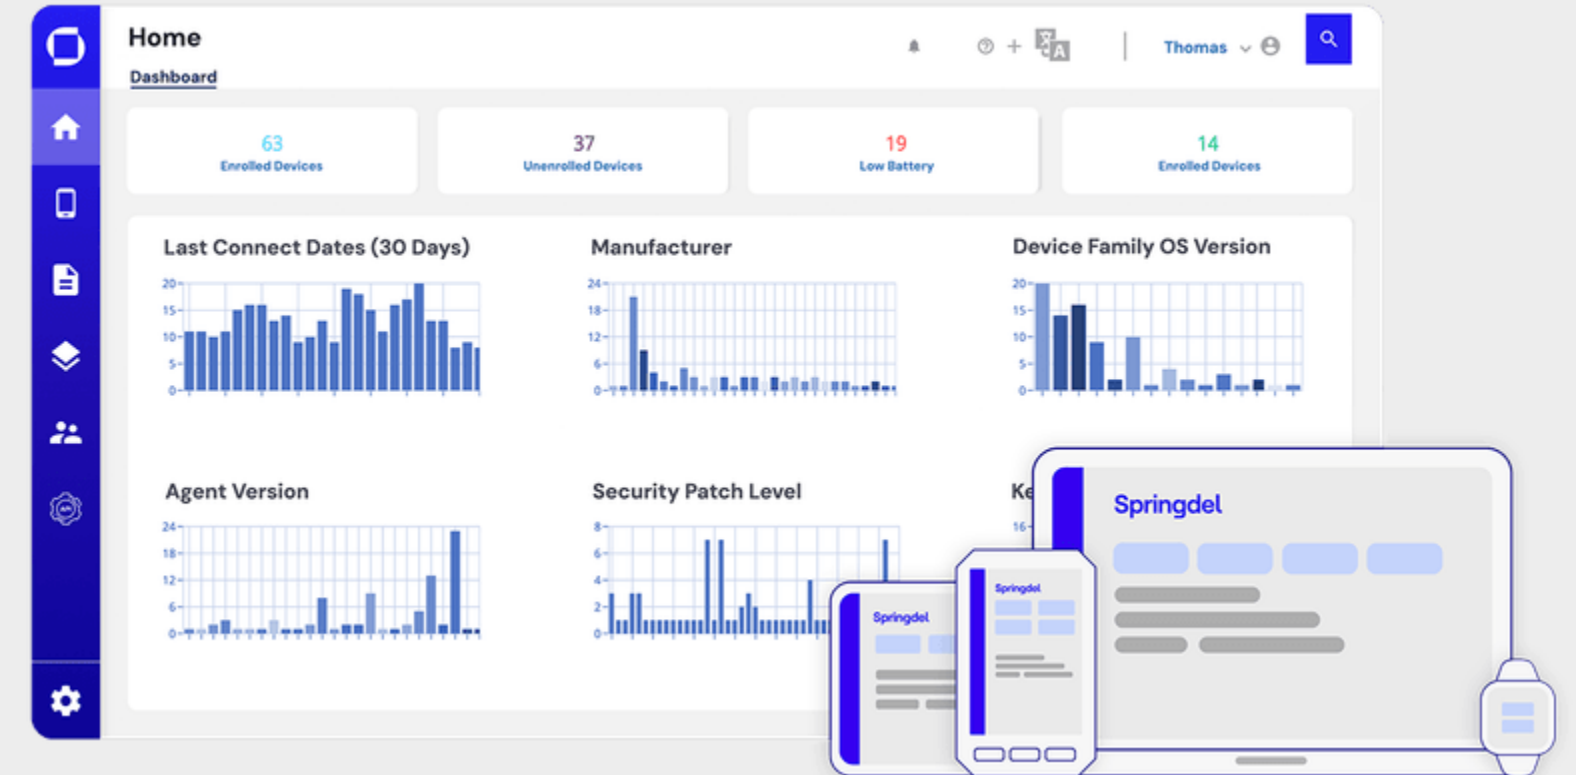 Home
Dashboard
Thomas
63
Enrolled Devices
37
Unenrolled Devices
19
Low Battery
14
Enrolled Devices
Last Connect Dates (30 Days)
20
15
10
5
0
Manufacturer
24
18
12
6
0
Device Family OS Version
20
15
10
5
0
Agent Version
24
18
12
6
0
Security Patch Level
8
6
4
2
0
16
Springdel
Springdel
Springdel